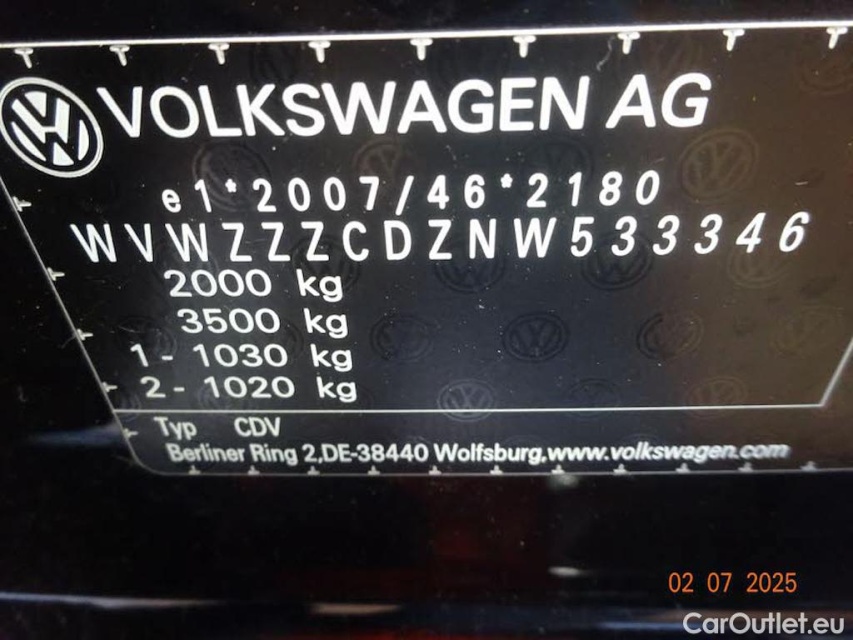 VOLKSWAGEN AG
e1*2007/46*2180
WVWZZZCDZNW533346
2000 kg
3500 kg
1 - 1030 kg
2 - 1020 kg
Typ CDV
Berliner Ring 2,DE-38440 Wolfsburg,www.volkswagen.com
02 07 2025
CarOutlet.eu